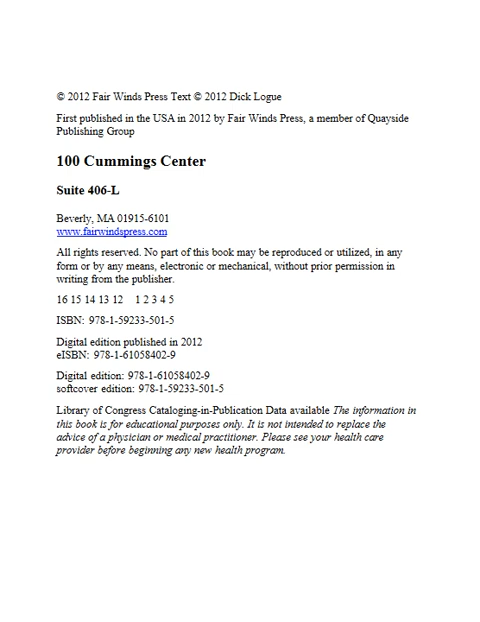 © 2012 Fair Winds Press Text © 2012 Dick Logue
First published in the USA in 2012 by Fair Winds Press, a member of Quayside
Publishing Group
100 Cummings Center
Suite 406-L
Beverly, MA 01915-6101
www.fairwindspress.com
All rights reserved. No part of this book may be reproduced or utilized, in any
form or by any means, electronic or mechanical, without prior permission in
writing from the publisher.
16 15 14 13 12    1 2 3 4 5
ISBN: 978-1-59233-501-5
Digital edition published in 2012
eISBN: 978-1-61058402-9
Digital edition: 978-1-61058402-9
softcover edition: 978-1-59233-501-5
Library of Congress Cataloging-in-Publication Data available The information in
this book is for educational purposes only. It is not intended to replace the
advice of a physician or medical practitioner. Please see your health care
provider before beginning any new health program.